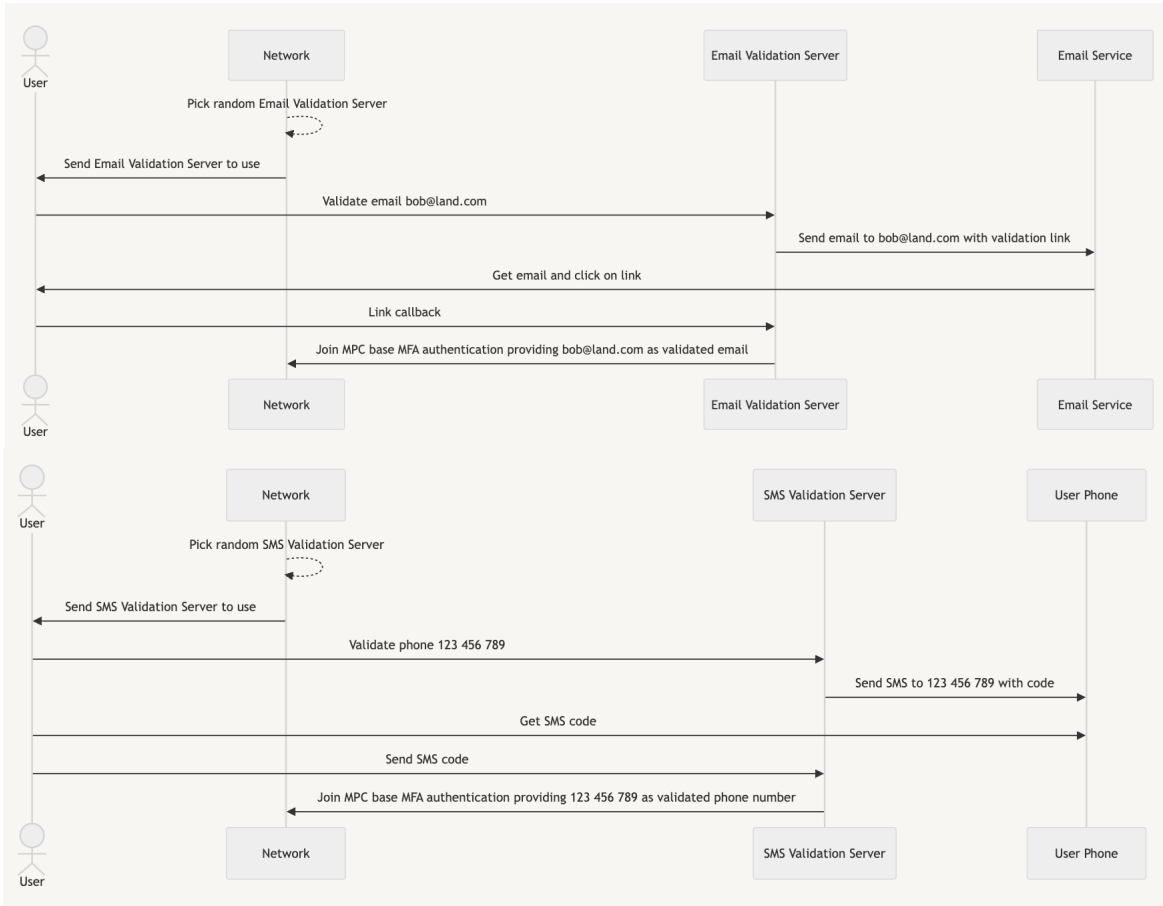 User
Network
Email Validation Server
Email Service
Pick random Email Validation Server
Send Email Validation Server to use
Validate email bob@land.com
Send email to bob@land.com with validation link
Get email and click on link
Link callback
Join MPC base MFA authentication providing bob@land.com as validated email
User
Network
Email Validation Server
Email Service
User
Network
SMS Validation Server
User Phone
Pick random SMS Validation Server
Send SMS Validation Server to use
Validate phone 123 456 789
Send SMS to 123 456 789 with code
Get SMS code
Send SMS code
Join MPC base MFA authentication providing 123 456 789 as validated phone number
User
Network
SMS Validation Server
User Phone